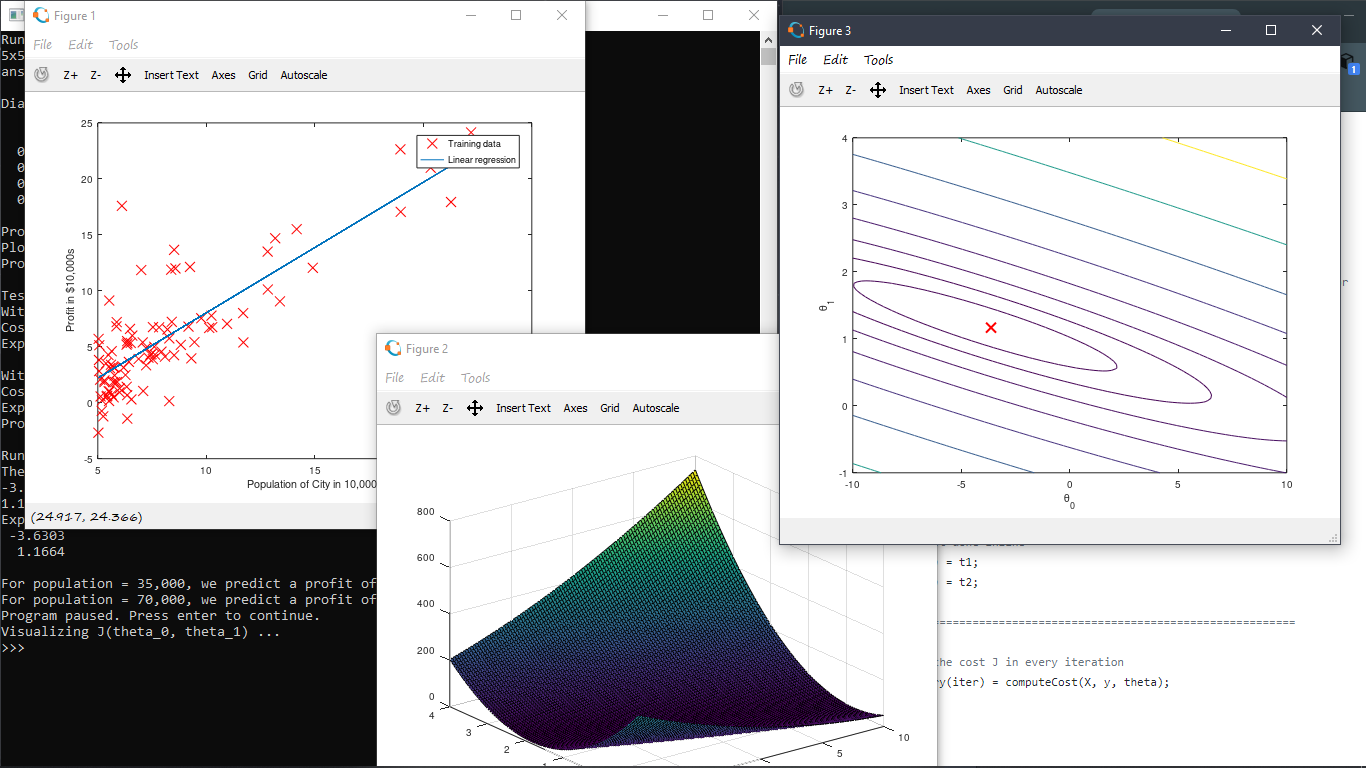 Figure 1
File Edit Tools
Z+ Z- Insert Text Axes Grid Autoscale
25
20
15
10
5
0
-5
5 10 15
Profit in $10,000s
Population of City in 10,000
Training data
Linear regression
(24.917, 24.366)
Figure 2
File Edit Tools
Z+ Z- Insert Text Axes Grid Autoscale
800
600
400
200
0
4
3
2
1
5
10
Figure 3
File Edit Tools
Z+ Z- Insert Text Axes Grid Autoscale
4
3
2
1
0
-1
-10 -5 0 5 10
θ1
θ0
1
Run
5x5
ans
Dia
0
0
0
0
Pro
Plo
Pro
Tes
Wit
Cos
Exp
Wit
Cos
Exp
Pro
Run
The
-3.
1.1
Exp
-3.6303
1.1664
For population = 35,000, we predict a profit of
For population = 70,000, we predict a profit of
Program paused. Press enter to continue.
Visualizing J(theta_0, theta_1) ...
>>>
= t1;
= t2;
=====================================================
the cost J in every iteration
ry(iter) = computeCost(X, y, theta);